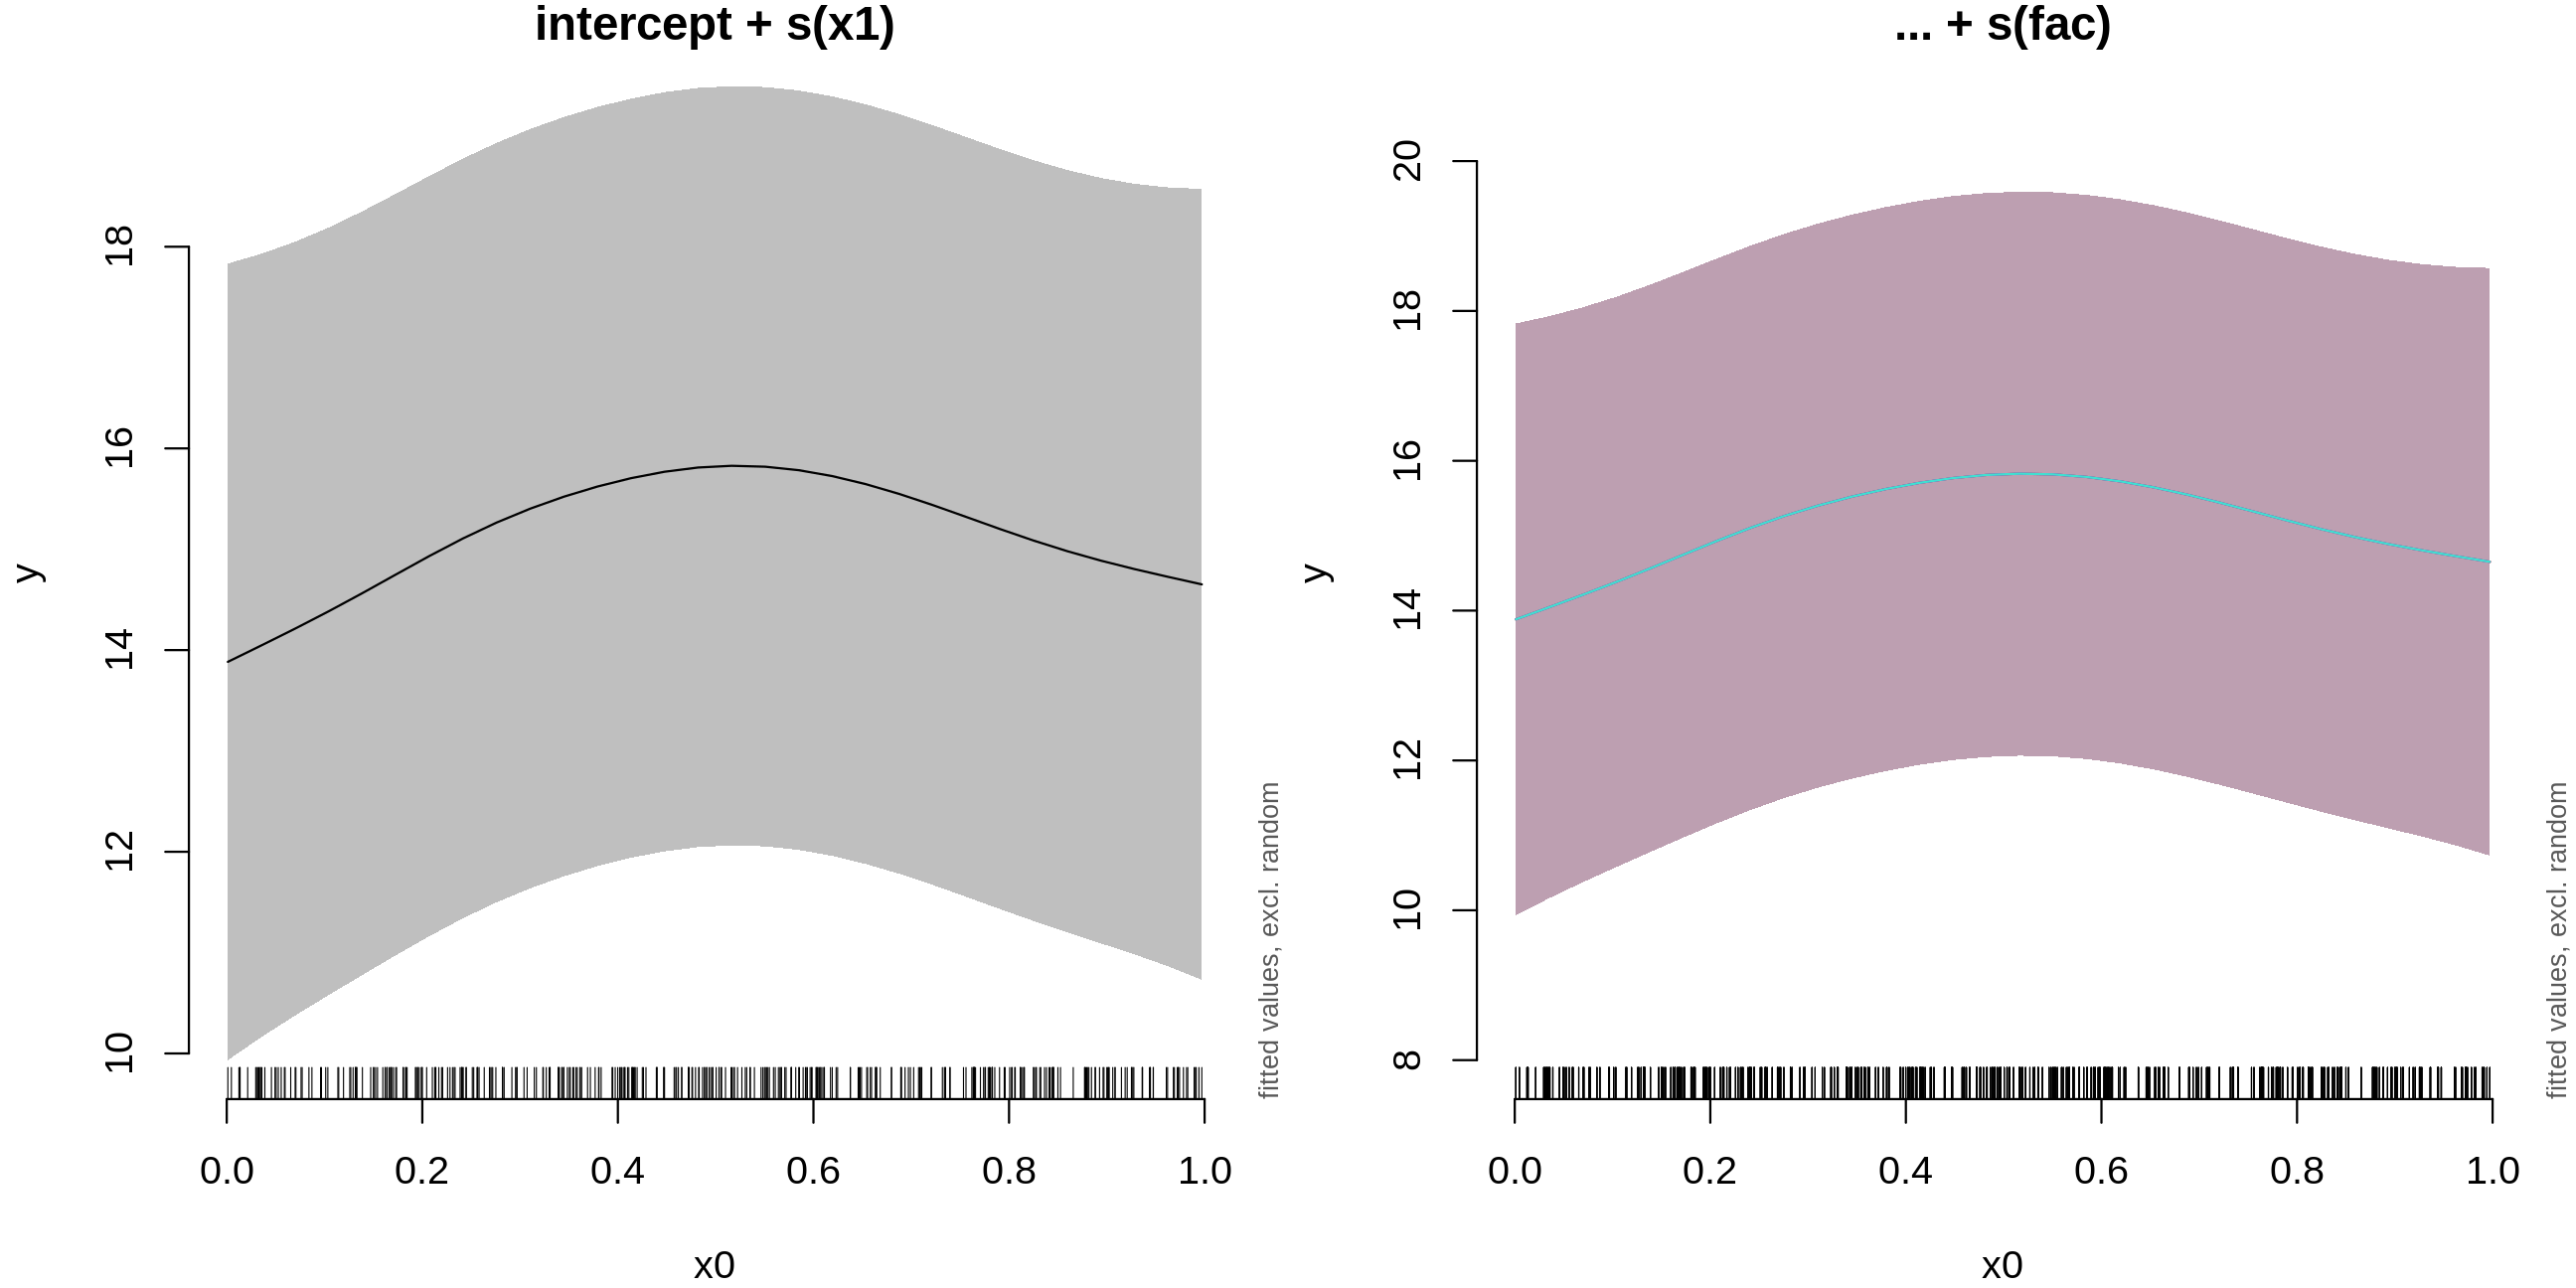 intercept + s(x1)
y
18
16
14
12
10
0.0 0.2 0.4 0.6 0.8 1.0
x0
fitted values, excl. random
... + s(fac)
y
20
18
16
14
12
10
8
0.0 0.2 0.4 0.6 0.8 1.0
x0
fitted values, excl. random